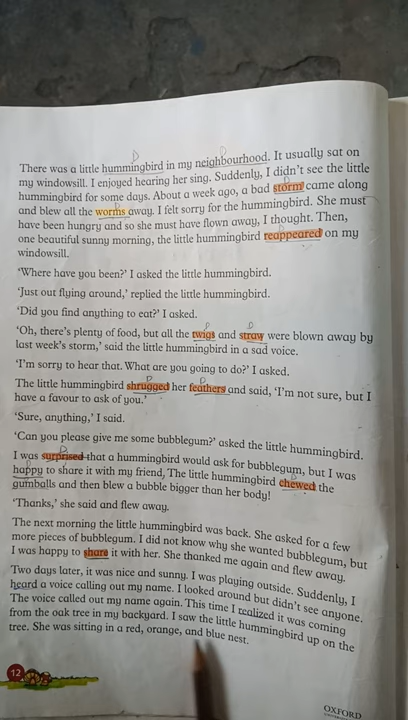 There was a little hummingbird in my neighbourhood. It usually sat on
my windowsill. I enjoyed hearing her sing. Suddenly, I didn't see the little
hummingbird for some days. About a week ago, a bad storm came along
and blew all the worms away. I felt sorry for the hummingbird. She must
have been hungry and so she must have flown away, I thought. Then,
one beautiful sunny morning, the little hummingbird reappeared on my
windowsill.
'Where have you been?' I asked the little hummingbird.
'Just out flying around,' replied the little hummingbird.
'Did you find anything to eat?' I asked.
'Oh, there's plenty of food, but all the twigs and straw were blown away by
last week's storm,' said the little hummingbird in a sad voice.
'I'm sorry to hear that. What are you going to do?' I asked.
The little hummingbird shrugged her feathers and said, 'I'm not sure, but I
have a favour to ask of you.'
'Sure, anything,' I said.
'Can you please give me some bubblegum?' asked the little hummingbird.
I was surprised that a hummingbird would ask for bubblegum, but I was
happy to share it with my friend. The little hummingbird chewed the
gumballs and then blew a bubble bigger than her body!
'Thanks,' she said and flew away.
The next morning the little hummingbird was back. She asked for a few
more pieces of bubblegum. I did not know why she wanted bubblegum, but
I was happy to share it with her. She thanked me again and flew away.
Two days later, it was nice and sunny. I was playing outside. Suddenly, I
heard a voice calling out my name. I looked around but didn't see anyone.
The voice called out my name again. This time I realized it was coming
from the oak tree in my backyard. I saw the little hummingbird up on the
tree. She was sitting in a red, orange, and blue nest.
12
OXFORD